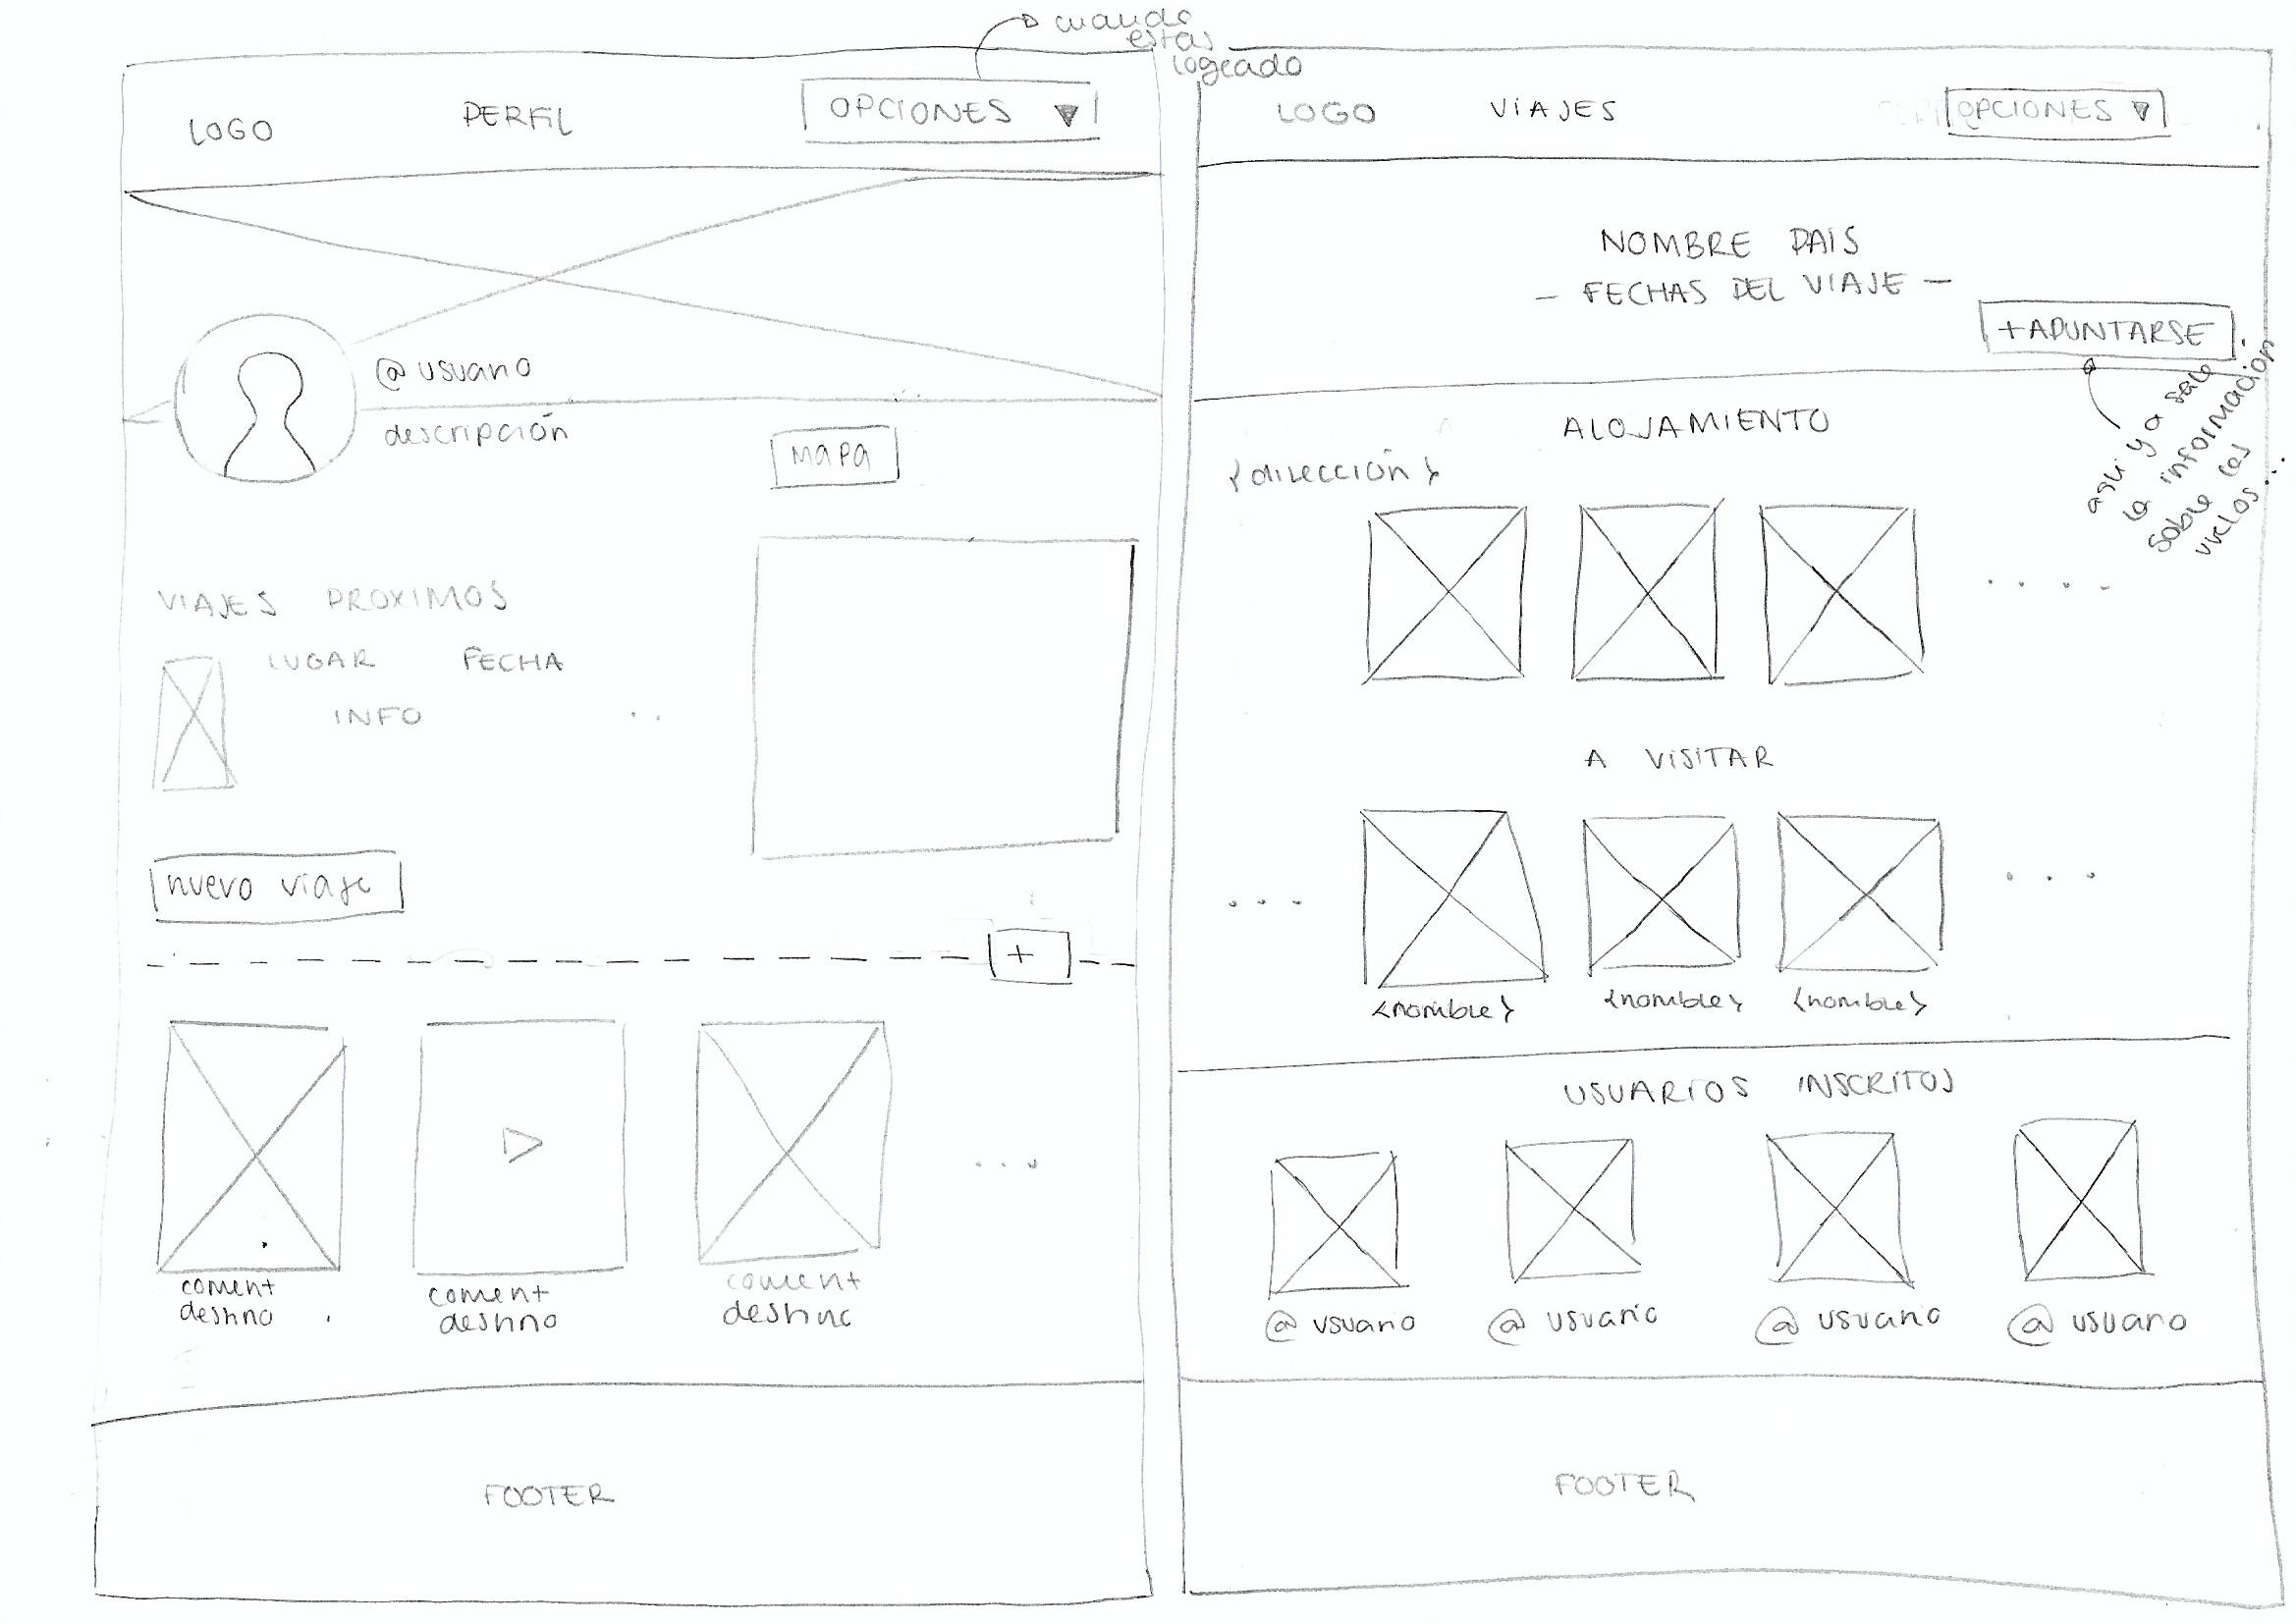 cuando
estas
logeado
LOGO PERFIL OPCIONES
@usuario
descripción
MAPA
VIAJES PROXIMOS
LUGAR FECHA
INFO
nuevo viaje
+
coment
destino
coment
destino
coment
destino
FOOTER
LOGO VIAJES OPCIONES
NOMBRE PAIS
- FECHAS DEL VIAJE -
+APUNTARSE
aqui ya sale
la información
sobre los
vuelos...
ALOJAMIENTO
{dirección}
A VISITAR
{nombre} {nombre} {nombre}
USUARIOS INSCRITOS
@usuario @usuario @usuario @usuario
FOOTER